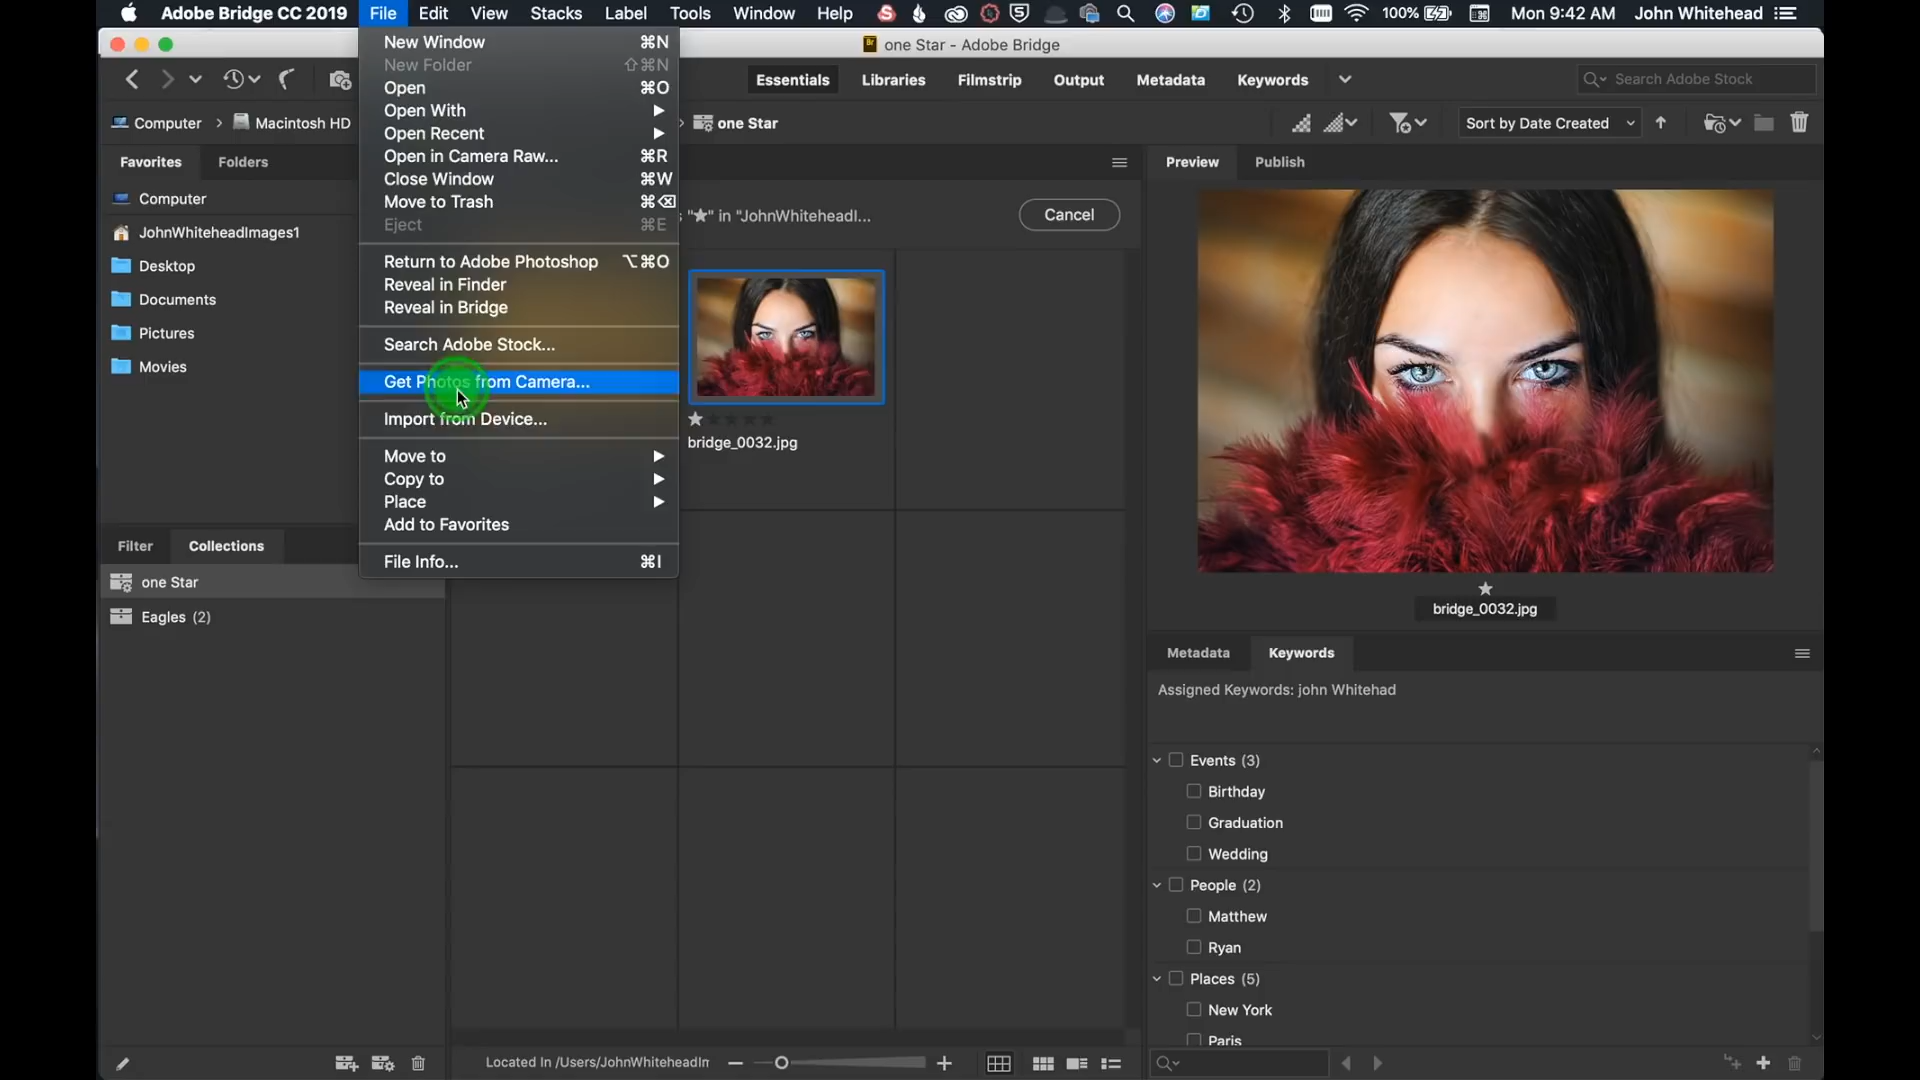 Adobe Bridge CC 2019 File Edit View Stacks Label Tools Window Help 100% Mon 9:42 AM John Whitehead
one Star - Adobe Bridge
Essentials Libraries Filmstrip Output Metadata Keywords Search Adobe Stock
Computer Macintosh HD one Star Sort by Date Created
New Window ⌘N
New Folder ⇧⌘N
Open ⌘O
Open With
Open Recent
Open in Camera Raw... ⌘R
Close Window ⌘W
Move to Trash ⌘⌫
Eject ⌘E
Return to Adobe Photoshop ⌥⌘O
Reveal in Finder
Reveal in Bridge
Search Adobe Stock...
Get Photos from Camera...
Import from Device...
Move to
Copy to
Place
Add to Favorites
File Info... ⌘I
Favorites Folders
Computer
JohnWhiteheadImages1
Desktop
Documents
Pictures
Movies
Filter Collections
one Star
Eagles (2)
"★" in "JohnWhiteheadI... Cancel
bridge_0032.jpg
Located In /Users/JohnWhiteheadIm
Preview Publish
bridge_0032.jpg
Metadata Keywords
Assigned Keywords: john Whitehad
Events (3)
Birthday
Graduation
Wedding
People (2)
Matthew
Ryan
Places (5)
New York
Paris